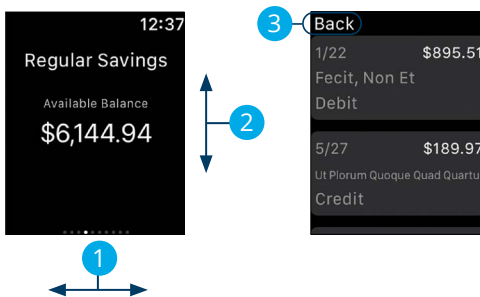 12:37
Regular Savings
Available Balance
$6,144.94
1
2
3
Back
1/22 $895.51
Fecit, Non Et
Debit
5/27 $189.97
Ut Plorum Quoque Quad Quartu
Credit